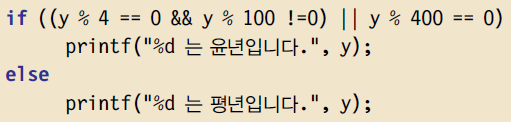 if ((y % 4 == 0 && y % 100 !=0) || y % 400 == 0)
printf("%d 는 윤년입니다.", y);
else
printf("%d 는 평년입니다.", y);